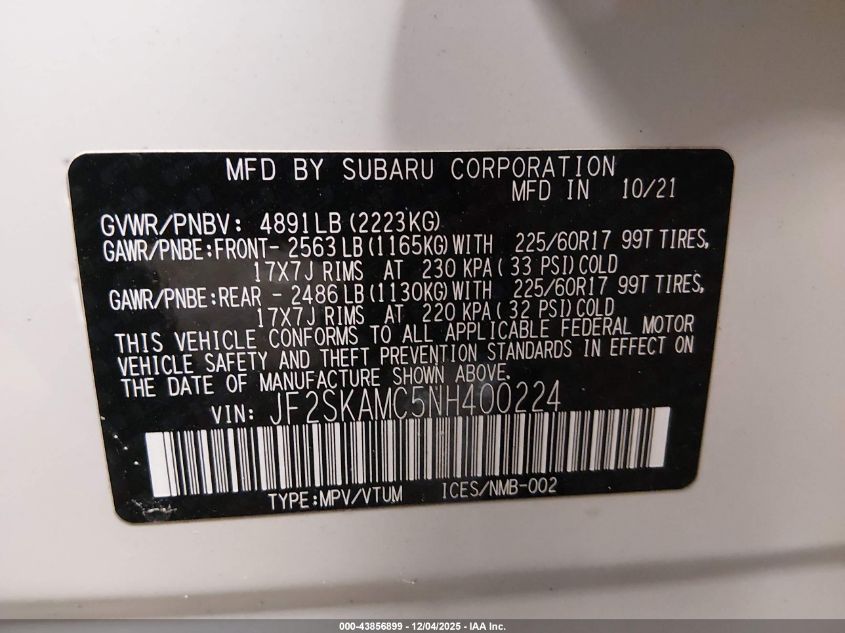 MFD BY SUBARU CORPORATION
MFD IN 10/21
GVWR/PNBV: 4891LB(2223KG)
GAWR/PNBE:FRONT- 2563LB(1165KG)WITH 225/60R17 99T TIRES,
17X7J RIMS AT 230 KPA( 33 PSI)COLD
GAWR/PNBE:REAR - 2486LB(1130KG)WITH 225/60R17 99T TIRES,
17X7J RIMS AT 220 KPA( 32 PSI)COLD
THIS VEHICLE CONFORMS TO ALL APPLICABLE FEDERAL MOTOR
VEHICLE SAFETY AND THEFT PREVENTION STANDARDS IN EFFECT ON
THE DATE OF MANUFACTURE SHOWN ABOVE.
VIN: JF2SKAMC5NH400224
TYPE:MPV/VTUM ICES/NMB-002
000-43856899 - 12/04/2025 - IAA Inc.